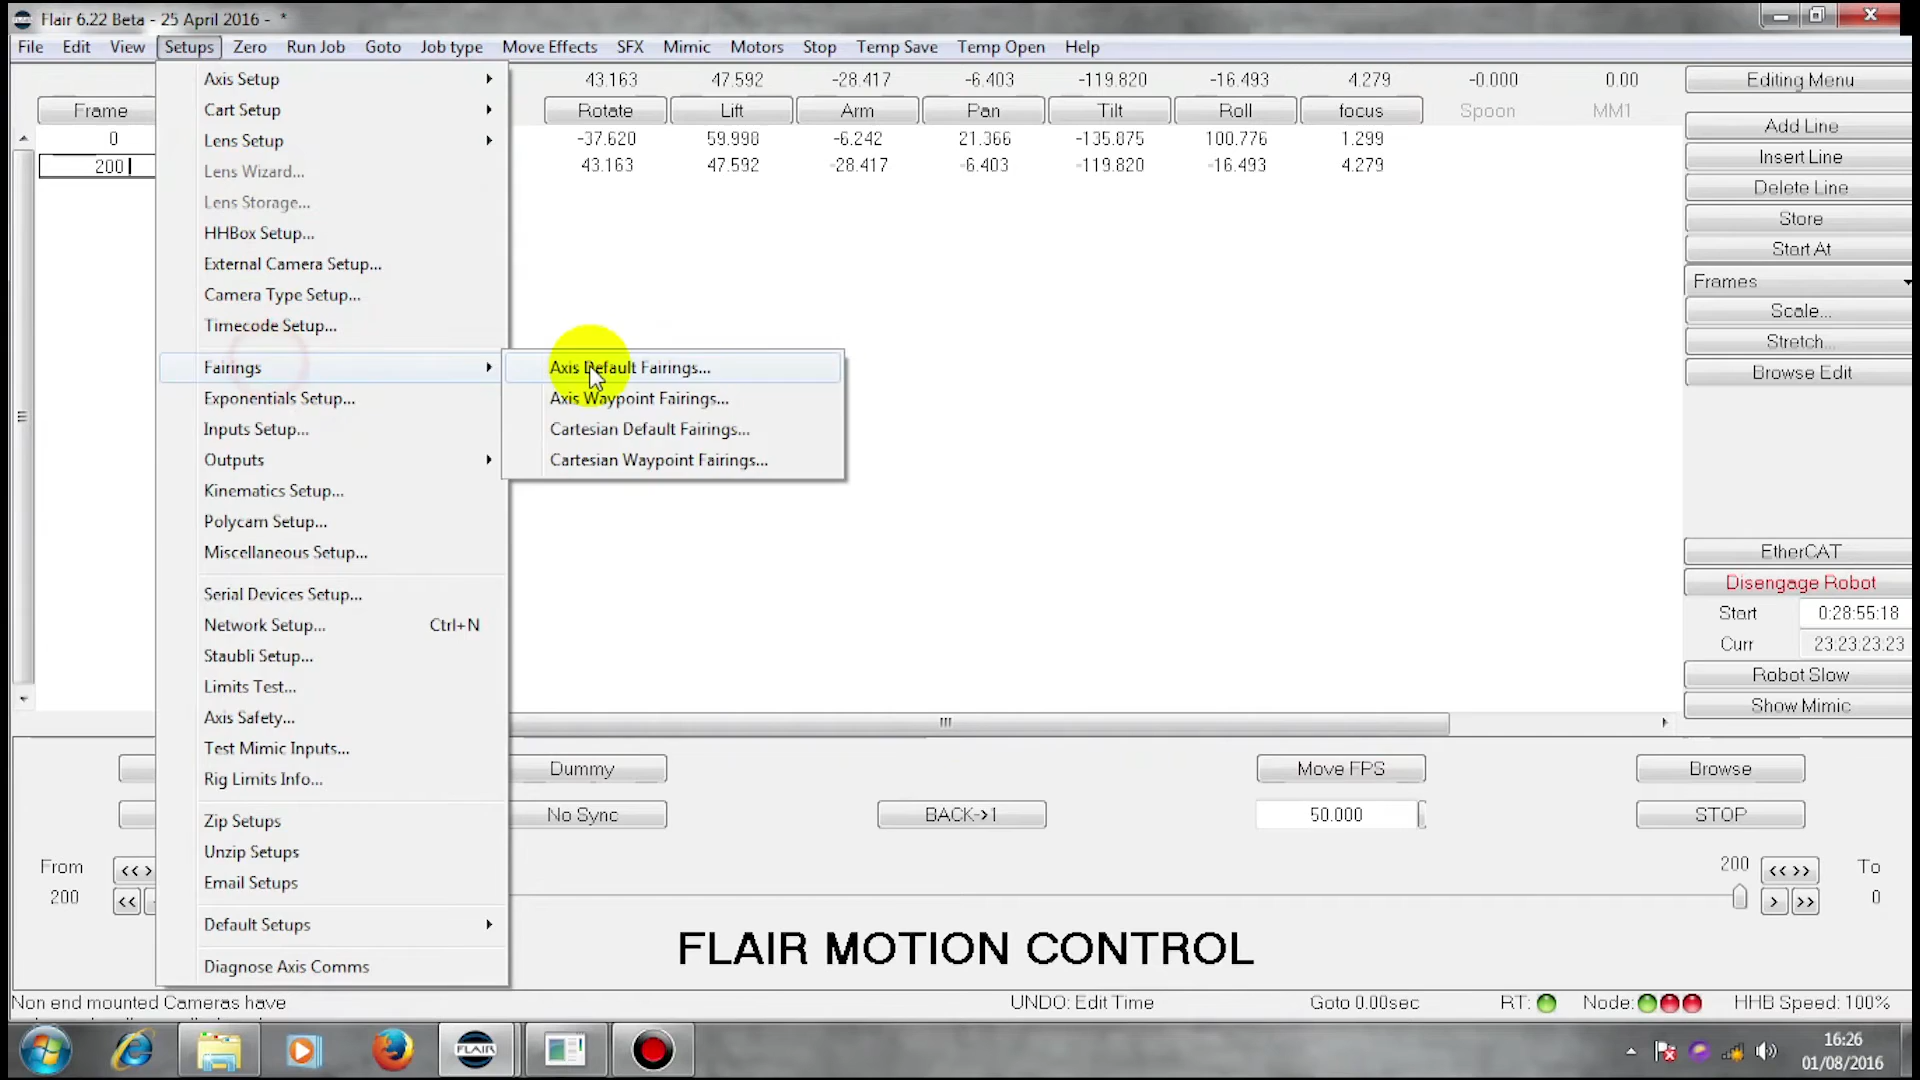 Flair 6.22 Beta - 25 April 2016 - *
File Edit View Setups Zero Run Job Goto Job type Move Effects SFX Mimic Motors Stop Temp Save Temp Open Help
43.163 47.592 -28.417 -6.403 -119.820 -16.493 4.279 -0.000 0.00
Frame Rotate Lift Arm Pan Tilt Roll focus Spoon MM1
0 -37.620 59.998 -6.242 21.366 -135.875 100.776 1.299
200 43.163 47.592 -28.417 -6.403 -119.820 -16.493 4.279
Axis Setup
Cart Setup
Lens Setup
Lens Wizard...
Lens Storage...
HHBox Setup...
External Camera Setup...
Camera Type Setup...
Timecode Setup...
Fairings
Exponentials Setup...
Inputs Setup...
Outputs
Kinematics Setup...
Polycam Setup...
Miscellaneous Setup...
Serial Devices Setup...
Network Setup... Ctrl+N
Staubli Setup...
Limits Test...
Axis Safety...
Test Mimic Inputs...
Rig Limits Info...
Zip Setups
Unzip Setups
Email Setups
Default Setups
Diagnose Axis Comms
Axis Default Fairings...
Axis Waypoint Fairings...
Cartesian Default Fairings...
Cartesian Waypoint Fairings...
Editing Menu
Add Line
Insert Line
Delete Line
Store
Start At
Frames
Scale...
Stretch...
Browse Edit
EtherCAT
Disengage Robot
Start 0:28:55:18
Curr 23:23:23:23
Robot Slow
Show Mimic
Dummy Move FPS Browse
No Sync BACK->1 50.000 STOP
From << > 200 << >> To
200 << > >> 0
FLAIR MOTION CONTROL
Non end mounted Cameras have UNDO: Edit Time Goto 0.00sec RT: Node: HHB Speed: 100%
FLAIR
16:26
01/08/2016